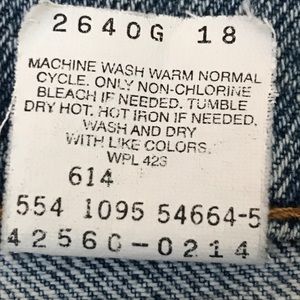 2640G 18
MACHINE WASH WARM NORMAL
CYCLE. ONLY NON-CHLORINE
BLEACH IF NEEDED. TUMBLE
DRY HOT. HOT IRON IF NEEDED.
WASH AND DRY
WITH LIKE COLORS.
WPL 423
614
554 1095 54664-5
42560-0214